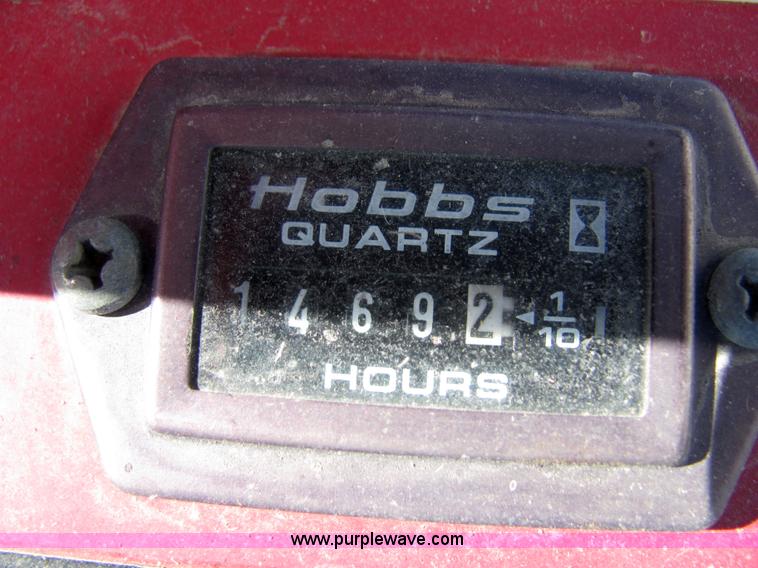 Hobbs
QUARTZ
1 4 6 9 2 ◄ 1/10
HOURS
www.purplewave.com